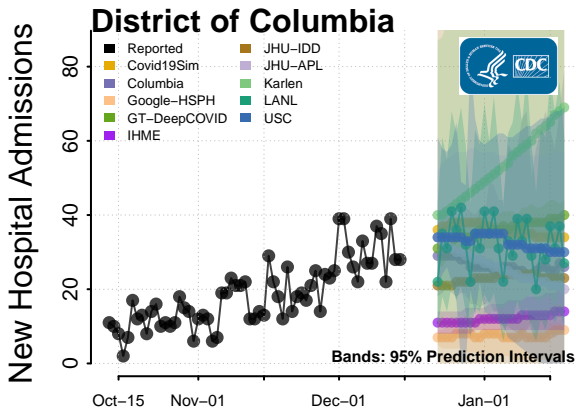 District of Columbia
New Hospital Admissions
80
60
40
20
0
Reported
Covid19Sim
Columbia
Google−HSPH
GT−DeepCOVID
IHME
JHU−IDD
JHU−APL
Karlen
LANL
USC
CDC
Bands: 95% Prediction Intervals
Oct−15
Nov−01
Dec−01
Jan−01